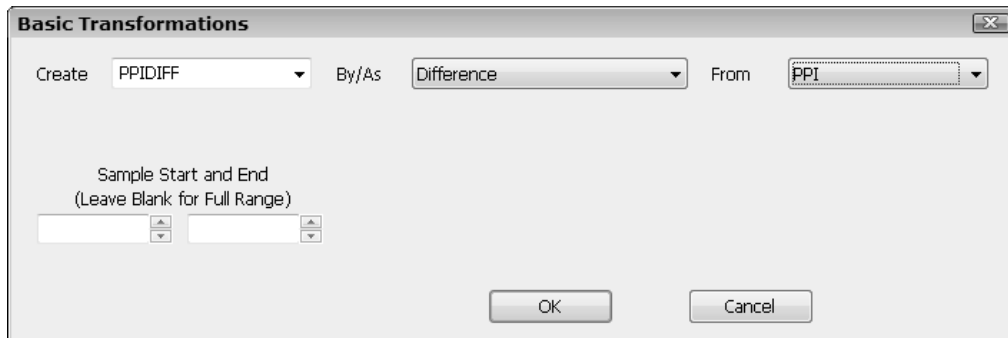 Basic Transformations
Create PPIDIFF By/As Difference From PPI
Sample Start and End
(Leave Blank for Full Range)
OK Cancel